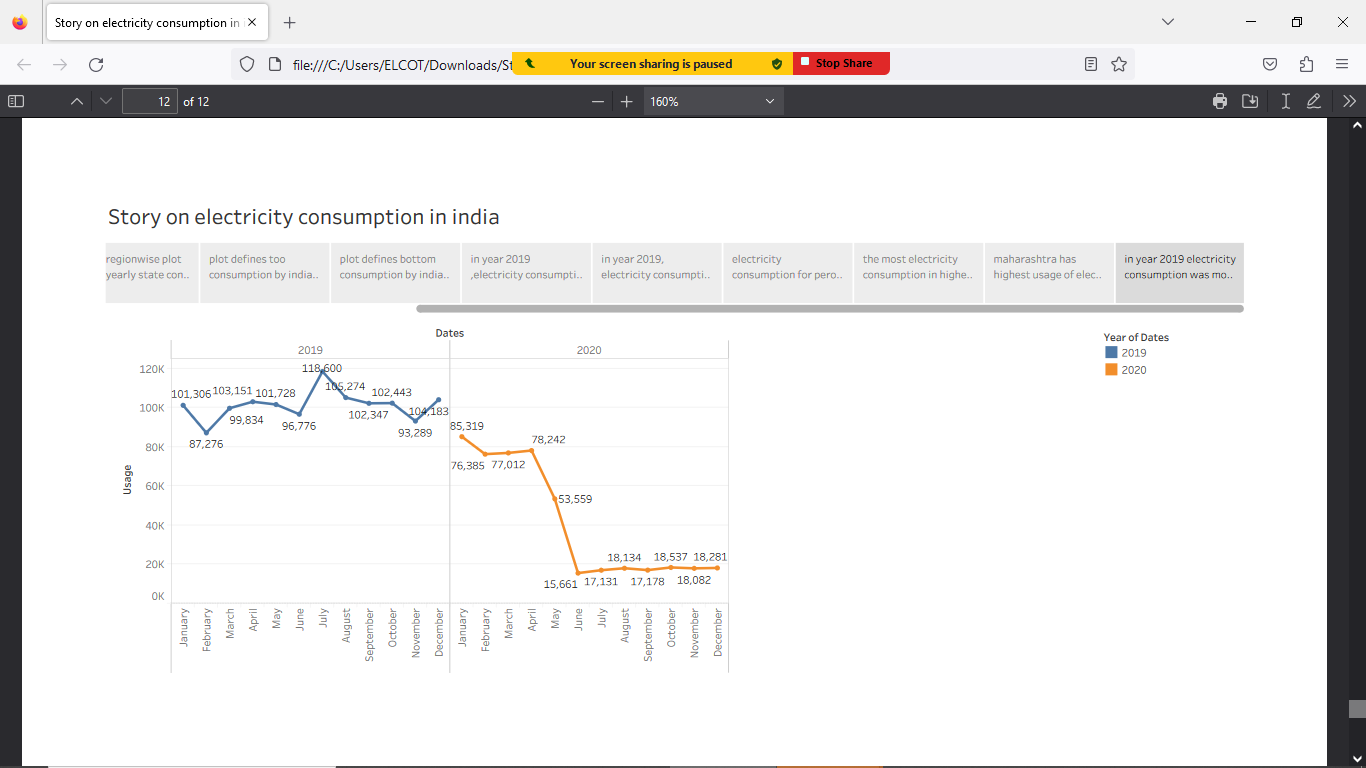 Story on electricity consumption in
file:///C:/Users/ELCOT/Downloads/St
Your screen sharing is paused
Stop Share
12 of 12
160%
Story on electricity consumption in india
regionwise plot
yearly state con..
plot defines too
consumption by india..
plot defines bottom
consumption by india..
in year 2019
,electricity consumpti..
in year 2019,
electricity consumpti..
electricity
consumption for pero..
the most electricity
consumption in highe..
maharashtra has
highest usage of elec..
in year 2019 electricity
consumption was mo..
Dates
2019
2020
Year of Dates
2019
2020
Usage
120K
100K
80K
60K
40K
20K
0K
101,306
87,276
103,151
99,834
101,728
96,776
118,600
105,274
102,347
102,443
93,289
104,183
85,319
76,385
77,012
78,242
53,559
15,661
17,131
18,134
17,178
18,537
18,082
18,281
January
February
March
April
May
June
July
August
September
October
November
December
January
February
March
April
May
June
July
August
September
October
November
December